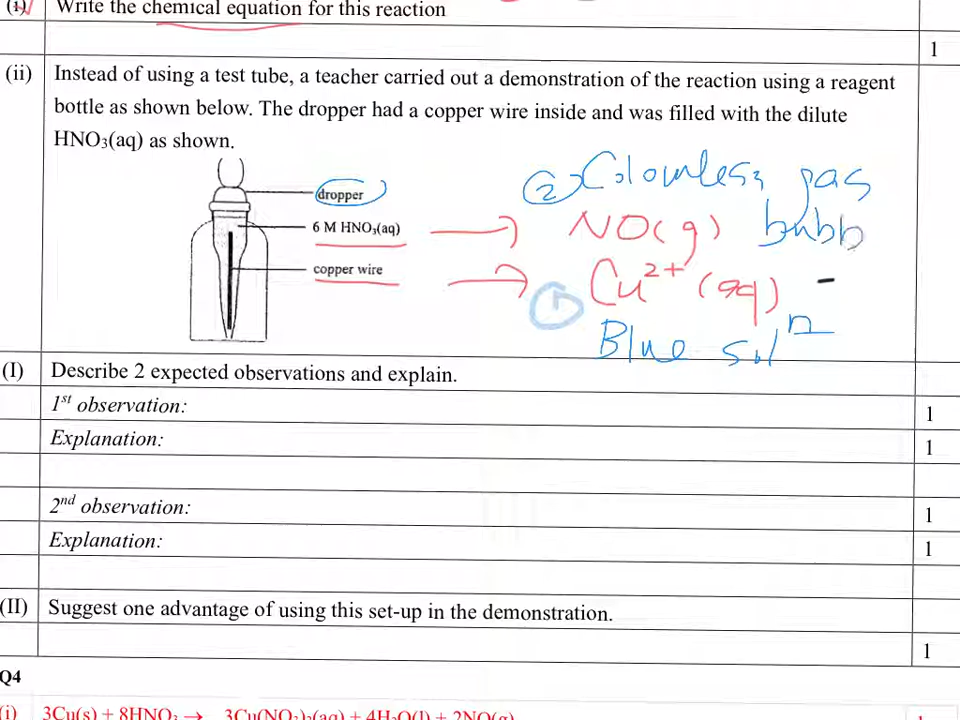 (i) Write the chemical equation for this reaction
1
(ii) Instead of using a test tube, a teacher carried out a demonstration of the reaction using a reagent
bottle as shown below. The dropper had a copper wire inside and was filled with the dilute
HNO₃(aq) as shown.
dropper
6 M HNO₃(aq)
copper wire
② Colourless gas
NO(g) bubb
① Cu²⁺ (aq) -
Blue solⁿ
(I) Describe 2 expected observations and explain.
1st observation: 1
Explanation: 1
2nd observation: 1
Explanation: 1
(II) Suggest one advantage of using this set-up in the demonstration.
1
Q4
(i) 3Cu(s) + 8HNO₃ → 3Cu(NO₃)₂(aq) + 4H₂O(l) + 2NO(g)